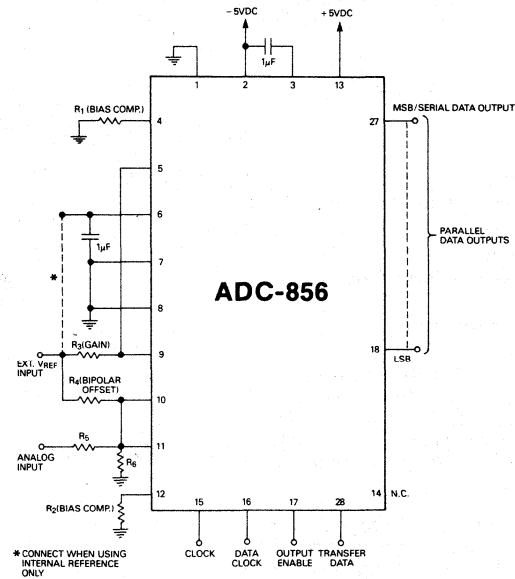 – 5VDC
+ 5VDC
1µF
1
2
3
13
R1 (BIAS COMP.)
4
27
MSB/SERIAL DATA OUTPUT
5
6
1µF
7
*
PARALLEL
DATA OUTPUTS
ADC-856
8
R3(GAIN)
9
18
LSB
EXT. VREF
INPUT
R4(BIPOLAR
OFFSET)
10
R5
11
ANALOG
INPUT
R6
12
14
N.C.
R2(BIAS COMP.)
15
16
17
28
* CONNECT WHEN USING
INTERNAL REFERENCE
ONLY
CLOCK
DATA
CLOCK
OUTPUT
ENABLE
TRANSFER
DATA